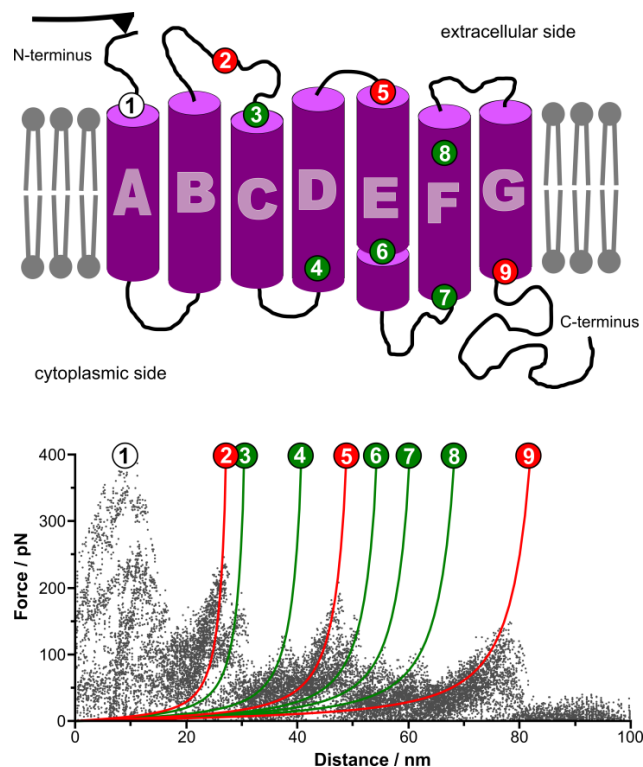 extracellular side
N-terminus
1
2
3
4
5
6
7
8
9
A B C D E F G
C-terminus
cytoplasmic side
1 2 3 4 5 6 7 8 9
400
300
200
100
0
Force / pN
0 20 40 60 80 100
Distance / nm